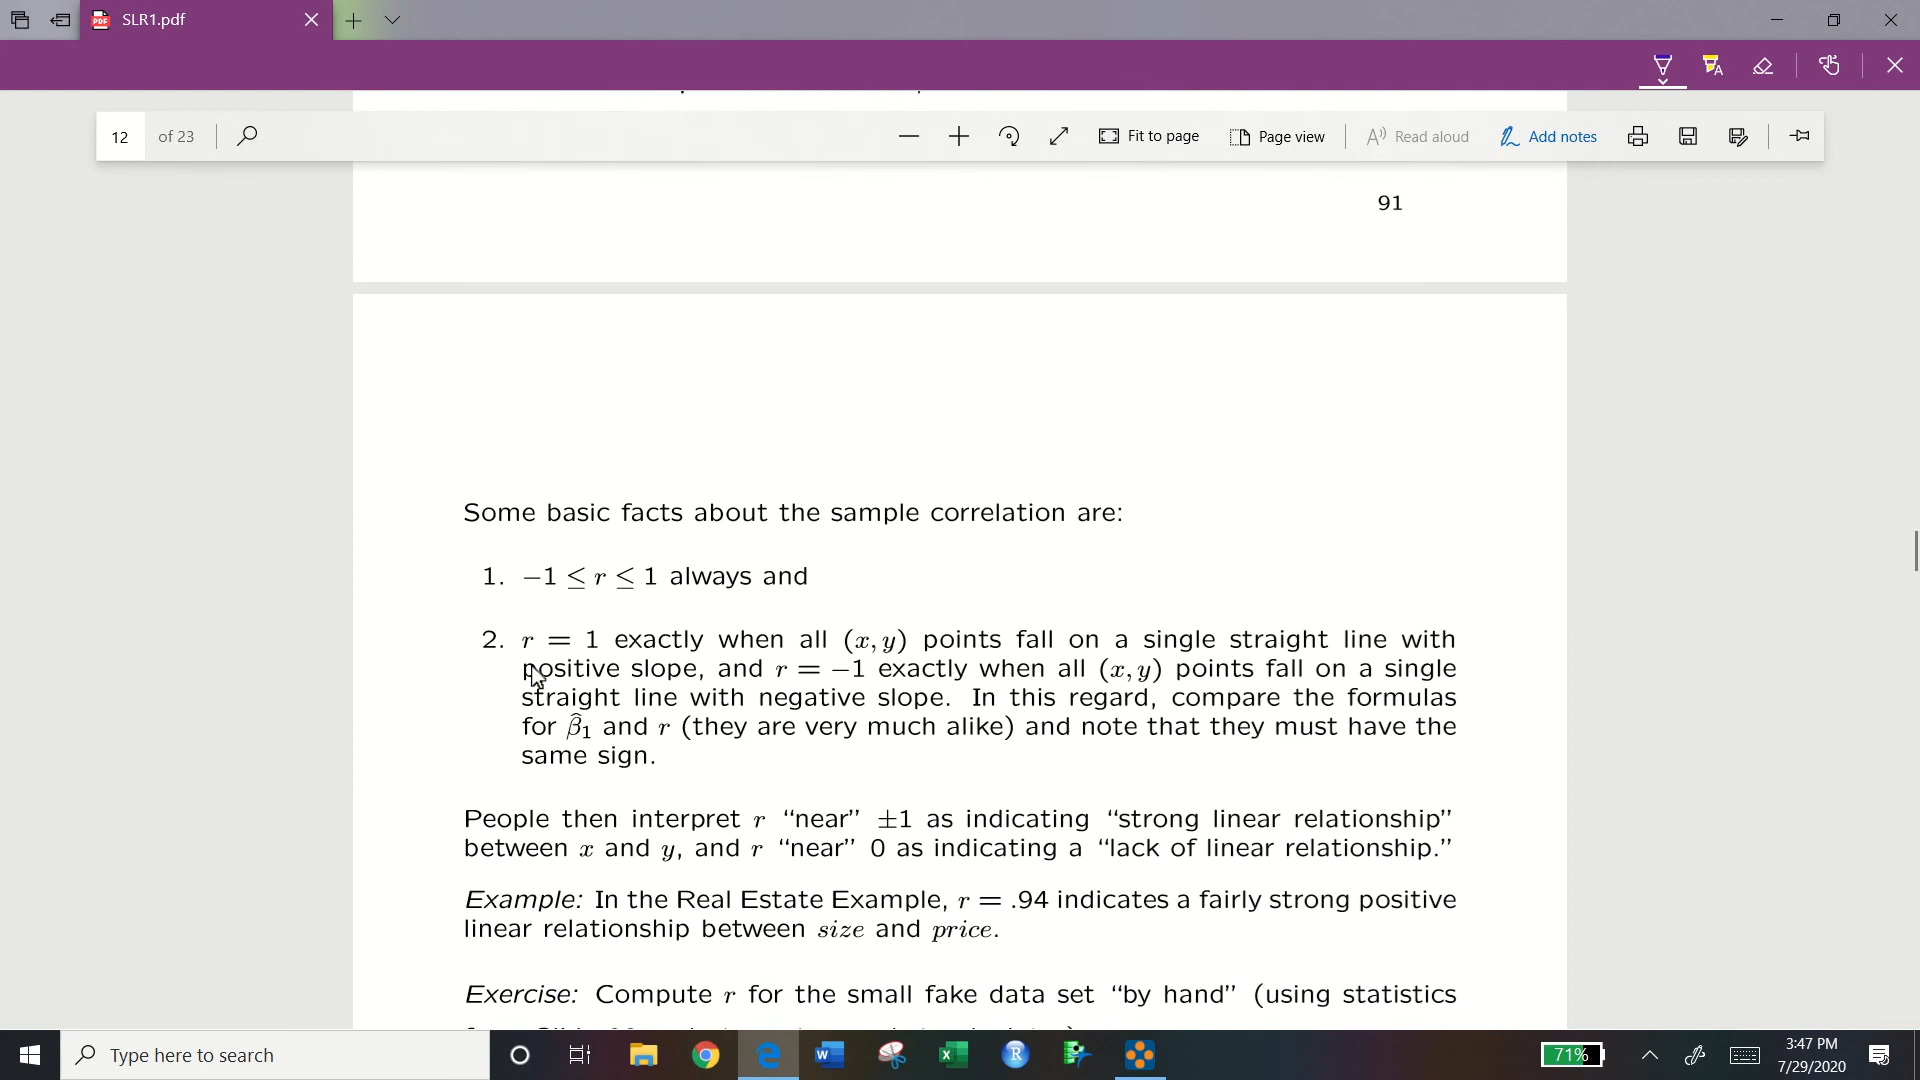 SLR1.pdf
12 of 23 Fit to page Page view Read aloud Add notes
91
Some basic facts about the sample correlation are:
1. −1 ≤ r ≤ 1 always and
2. r = 1 exactly when all (x, y) points fall on a single straight line with
positive slope, and r = −1 exactly when all (x, y) points fall on a single
straight line with negative slope. In this regard, compare the formulas
for β̂₁ and r (they are very much alike) and note that they must have the
same sign.
People then interpret r “near” ±1 as indicating “strong linear relationship”
between x and y, and r “near” 0 as indicating a “lack of linear relationship.”
Example: In the Real Estate Example, r = .94 indicates a fairly strong positive
linear relationship between size and price.
Exercise: Compute r for the small fake data set “by hand” (using statistics
Type here to search
71%
3:47 PM
7/29/2020